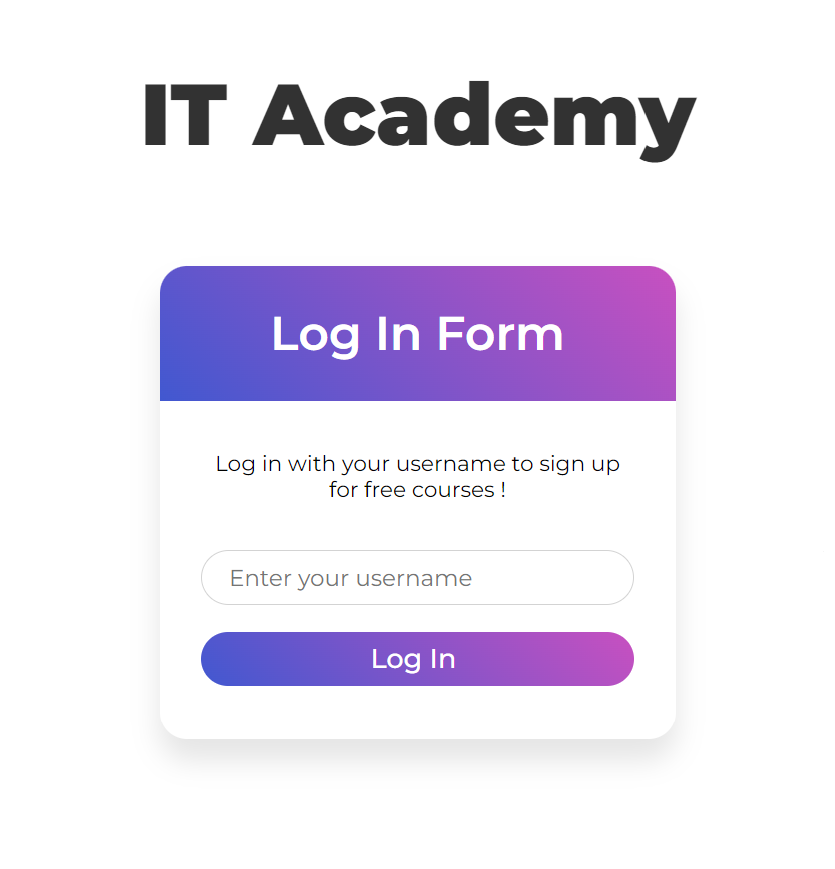 IT Academy
Log In Form
Log in with your username to sign up
for free courses !
Enter your username
Log In